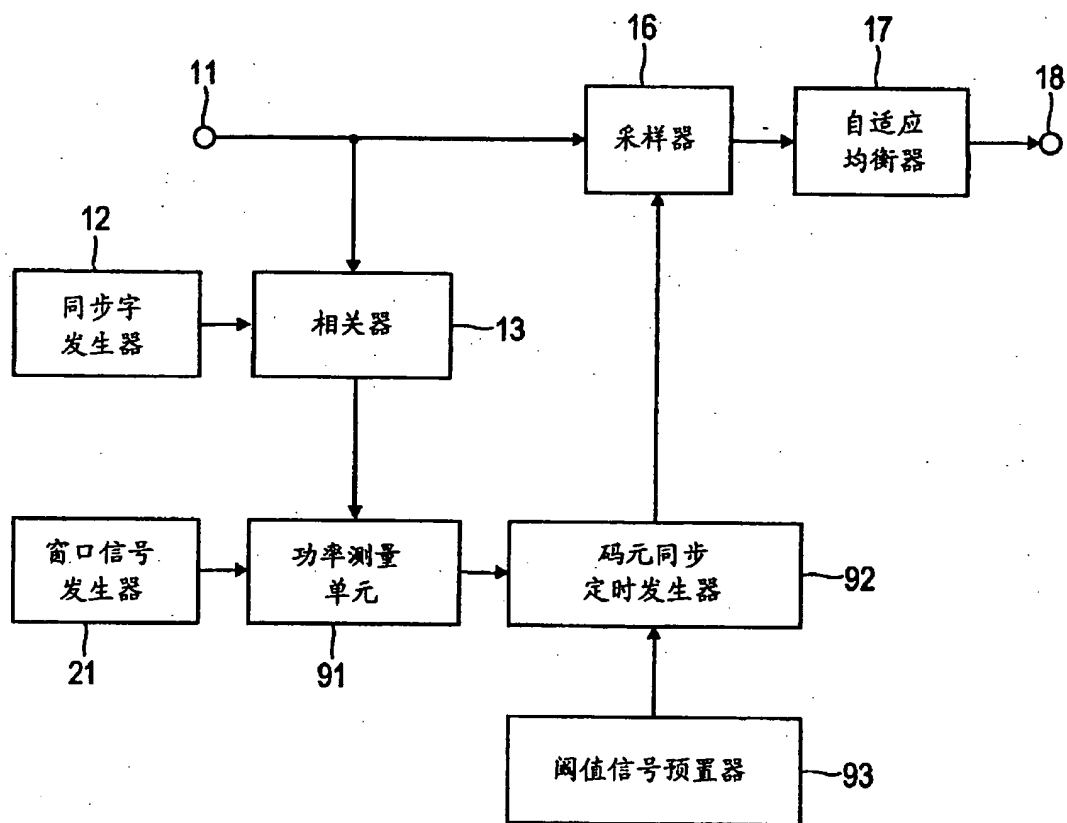 16
17
11
18
采样器
自适应
均衡器
12
同步字
发生器
相关器
13
窗口信号
发生器
功率测量
单元
码元同步
定时发生器
92
21
91
阈值信号预置器
93